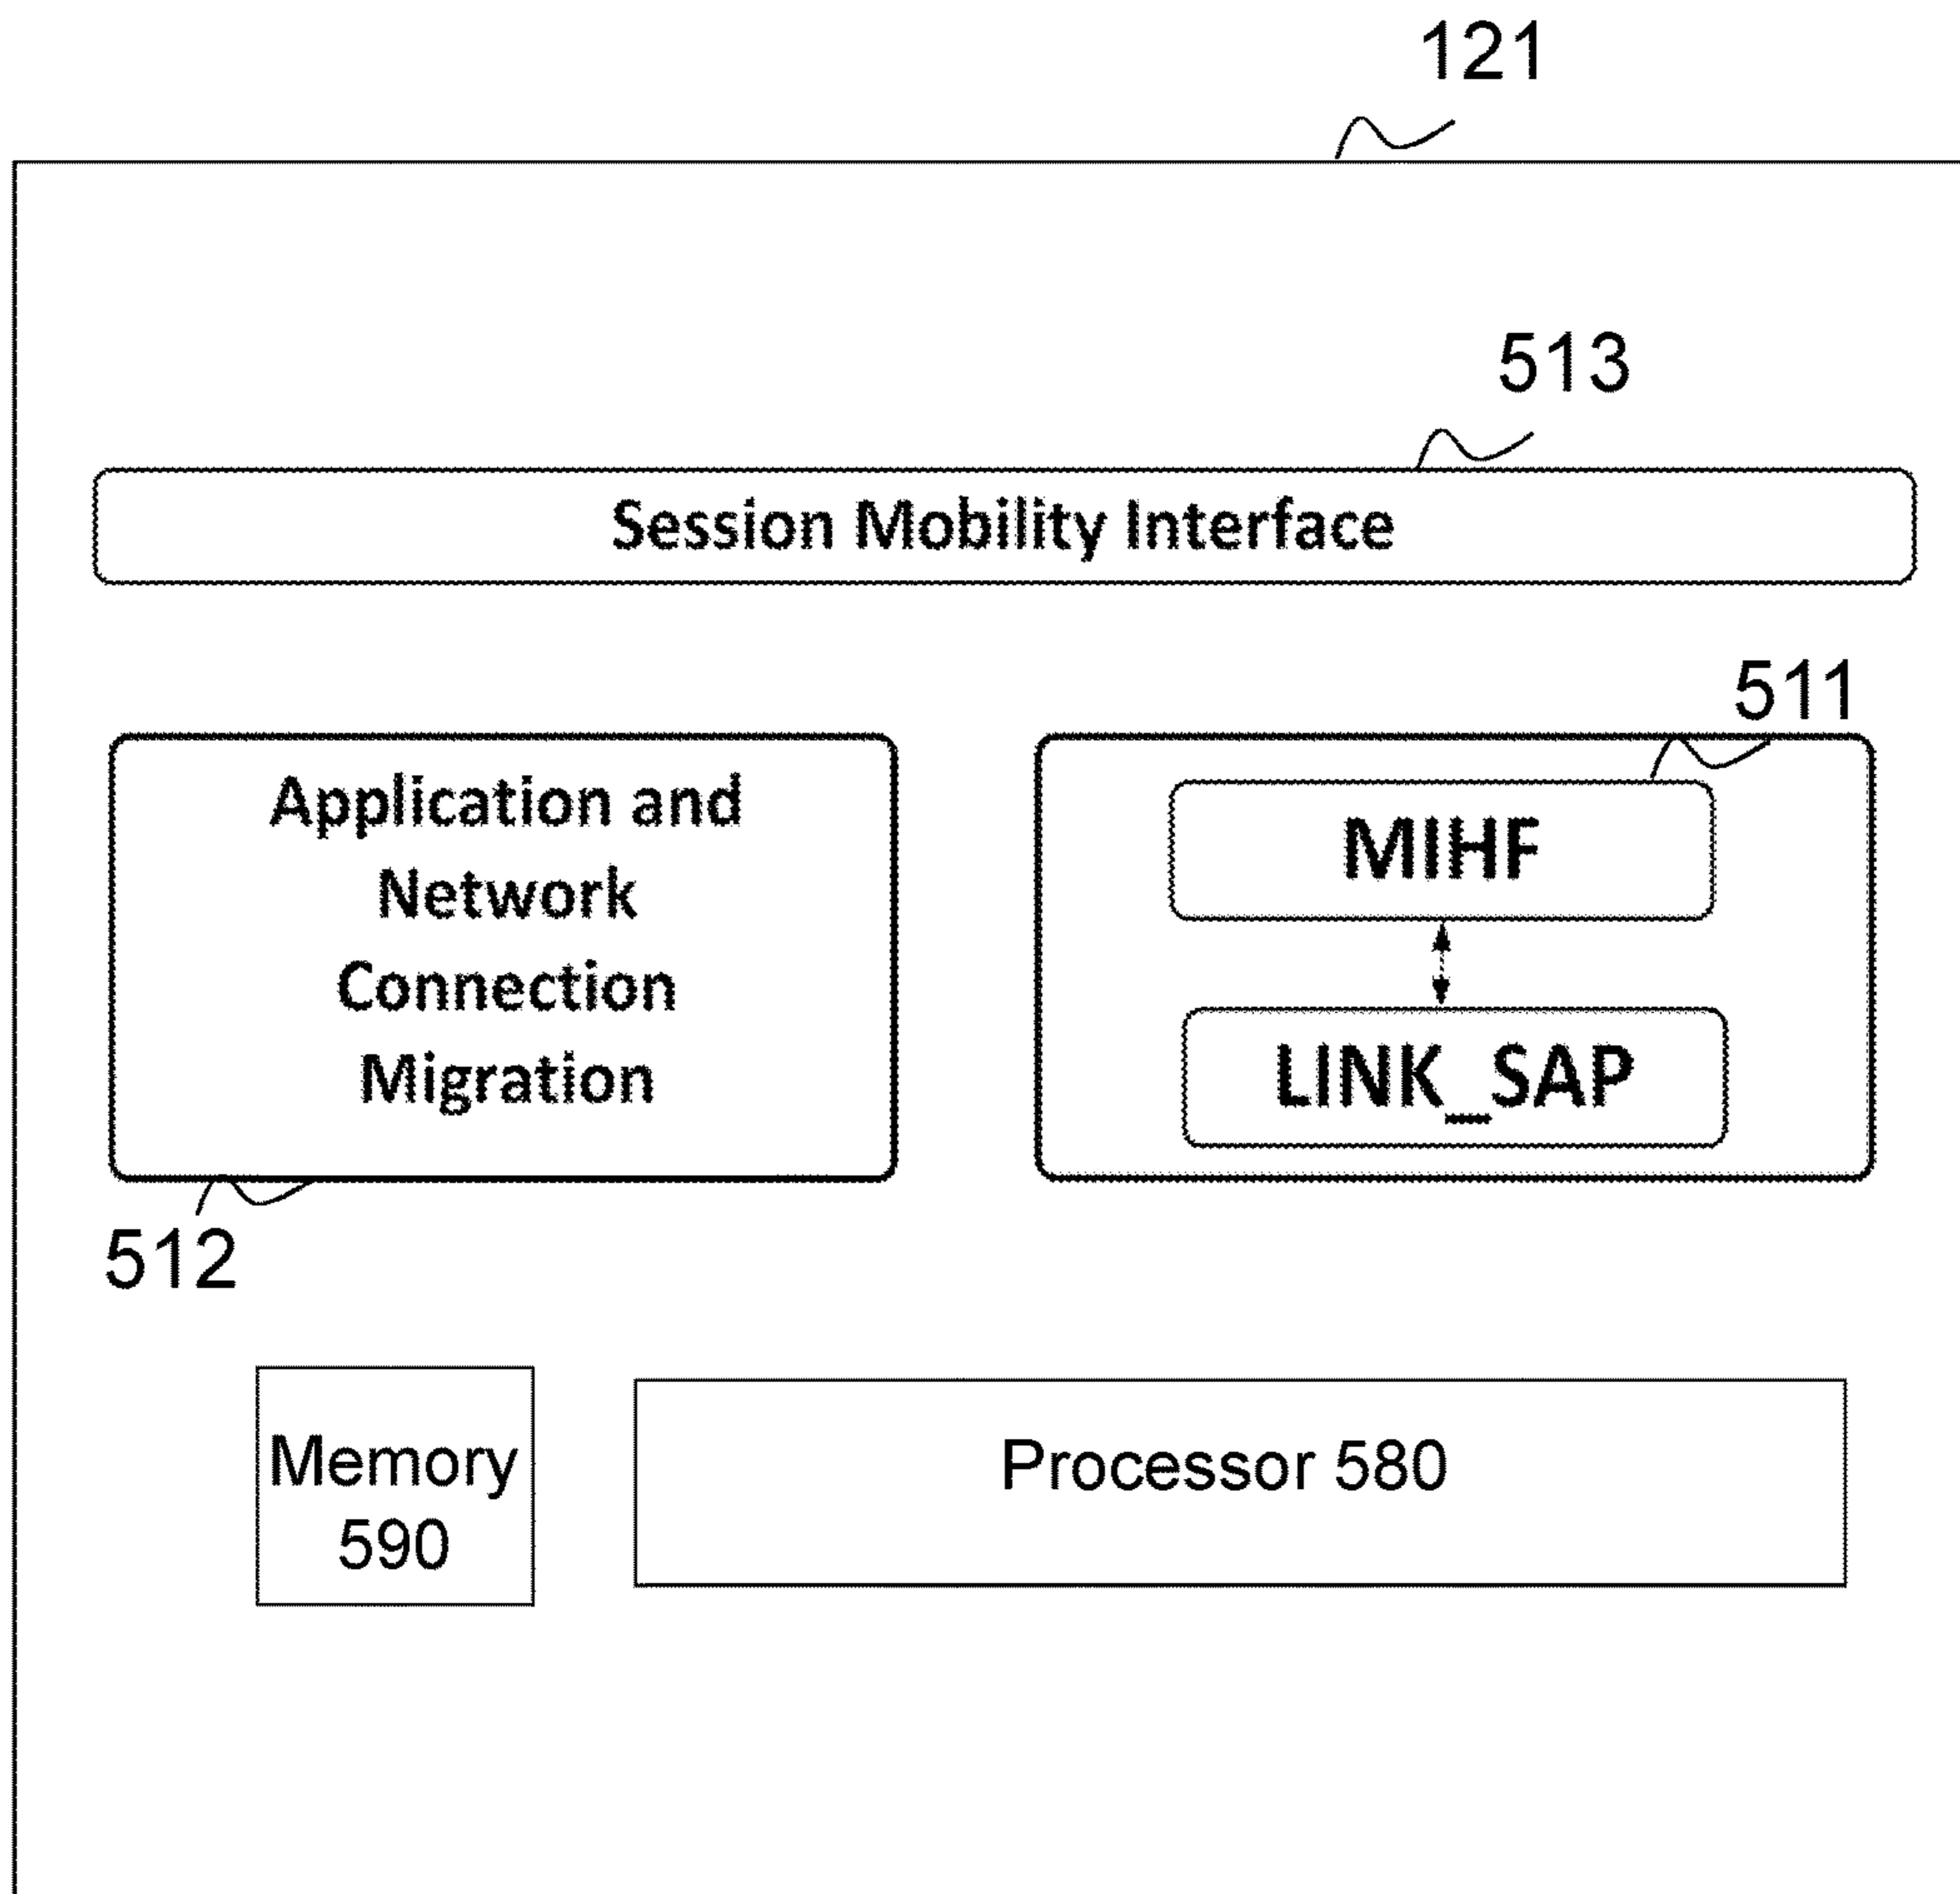 121
513
Session Mobility Interface
511
Application and
Network
Connection
Migration
MIHF
LINK_SAP
512
Memory
590
Processor 580